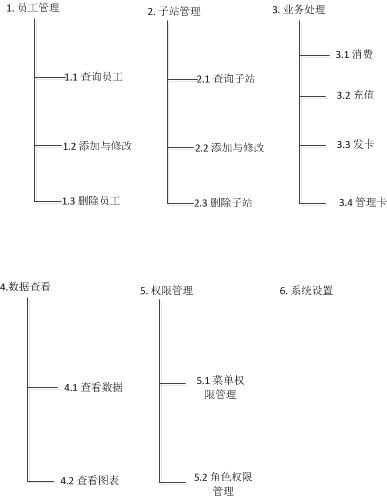 1. 员工管理
1.1 查询员工
1.2 添加与修改
1.3 删除员工
2. 子站管理
2.1 查询子站
2.2 添加与修改
2.3 删除子站
3. 业务处理
3.1 消费
3.2 充值
3.3 发卡
3.4 管理卡
4.数据查看
4.1 查看数据
4.2 查看图表
5. 权限管理
5.1 菜单权
限管理
5.2 角色权限
管理
6. 系统设置